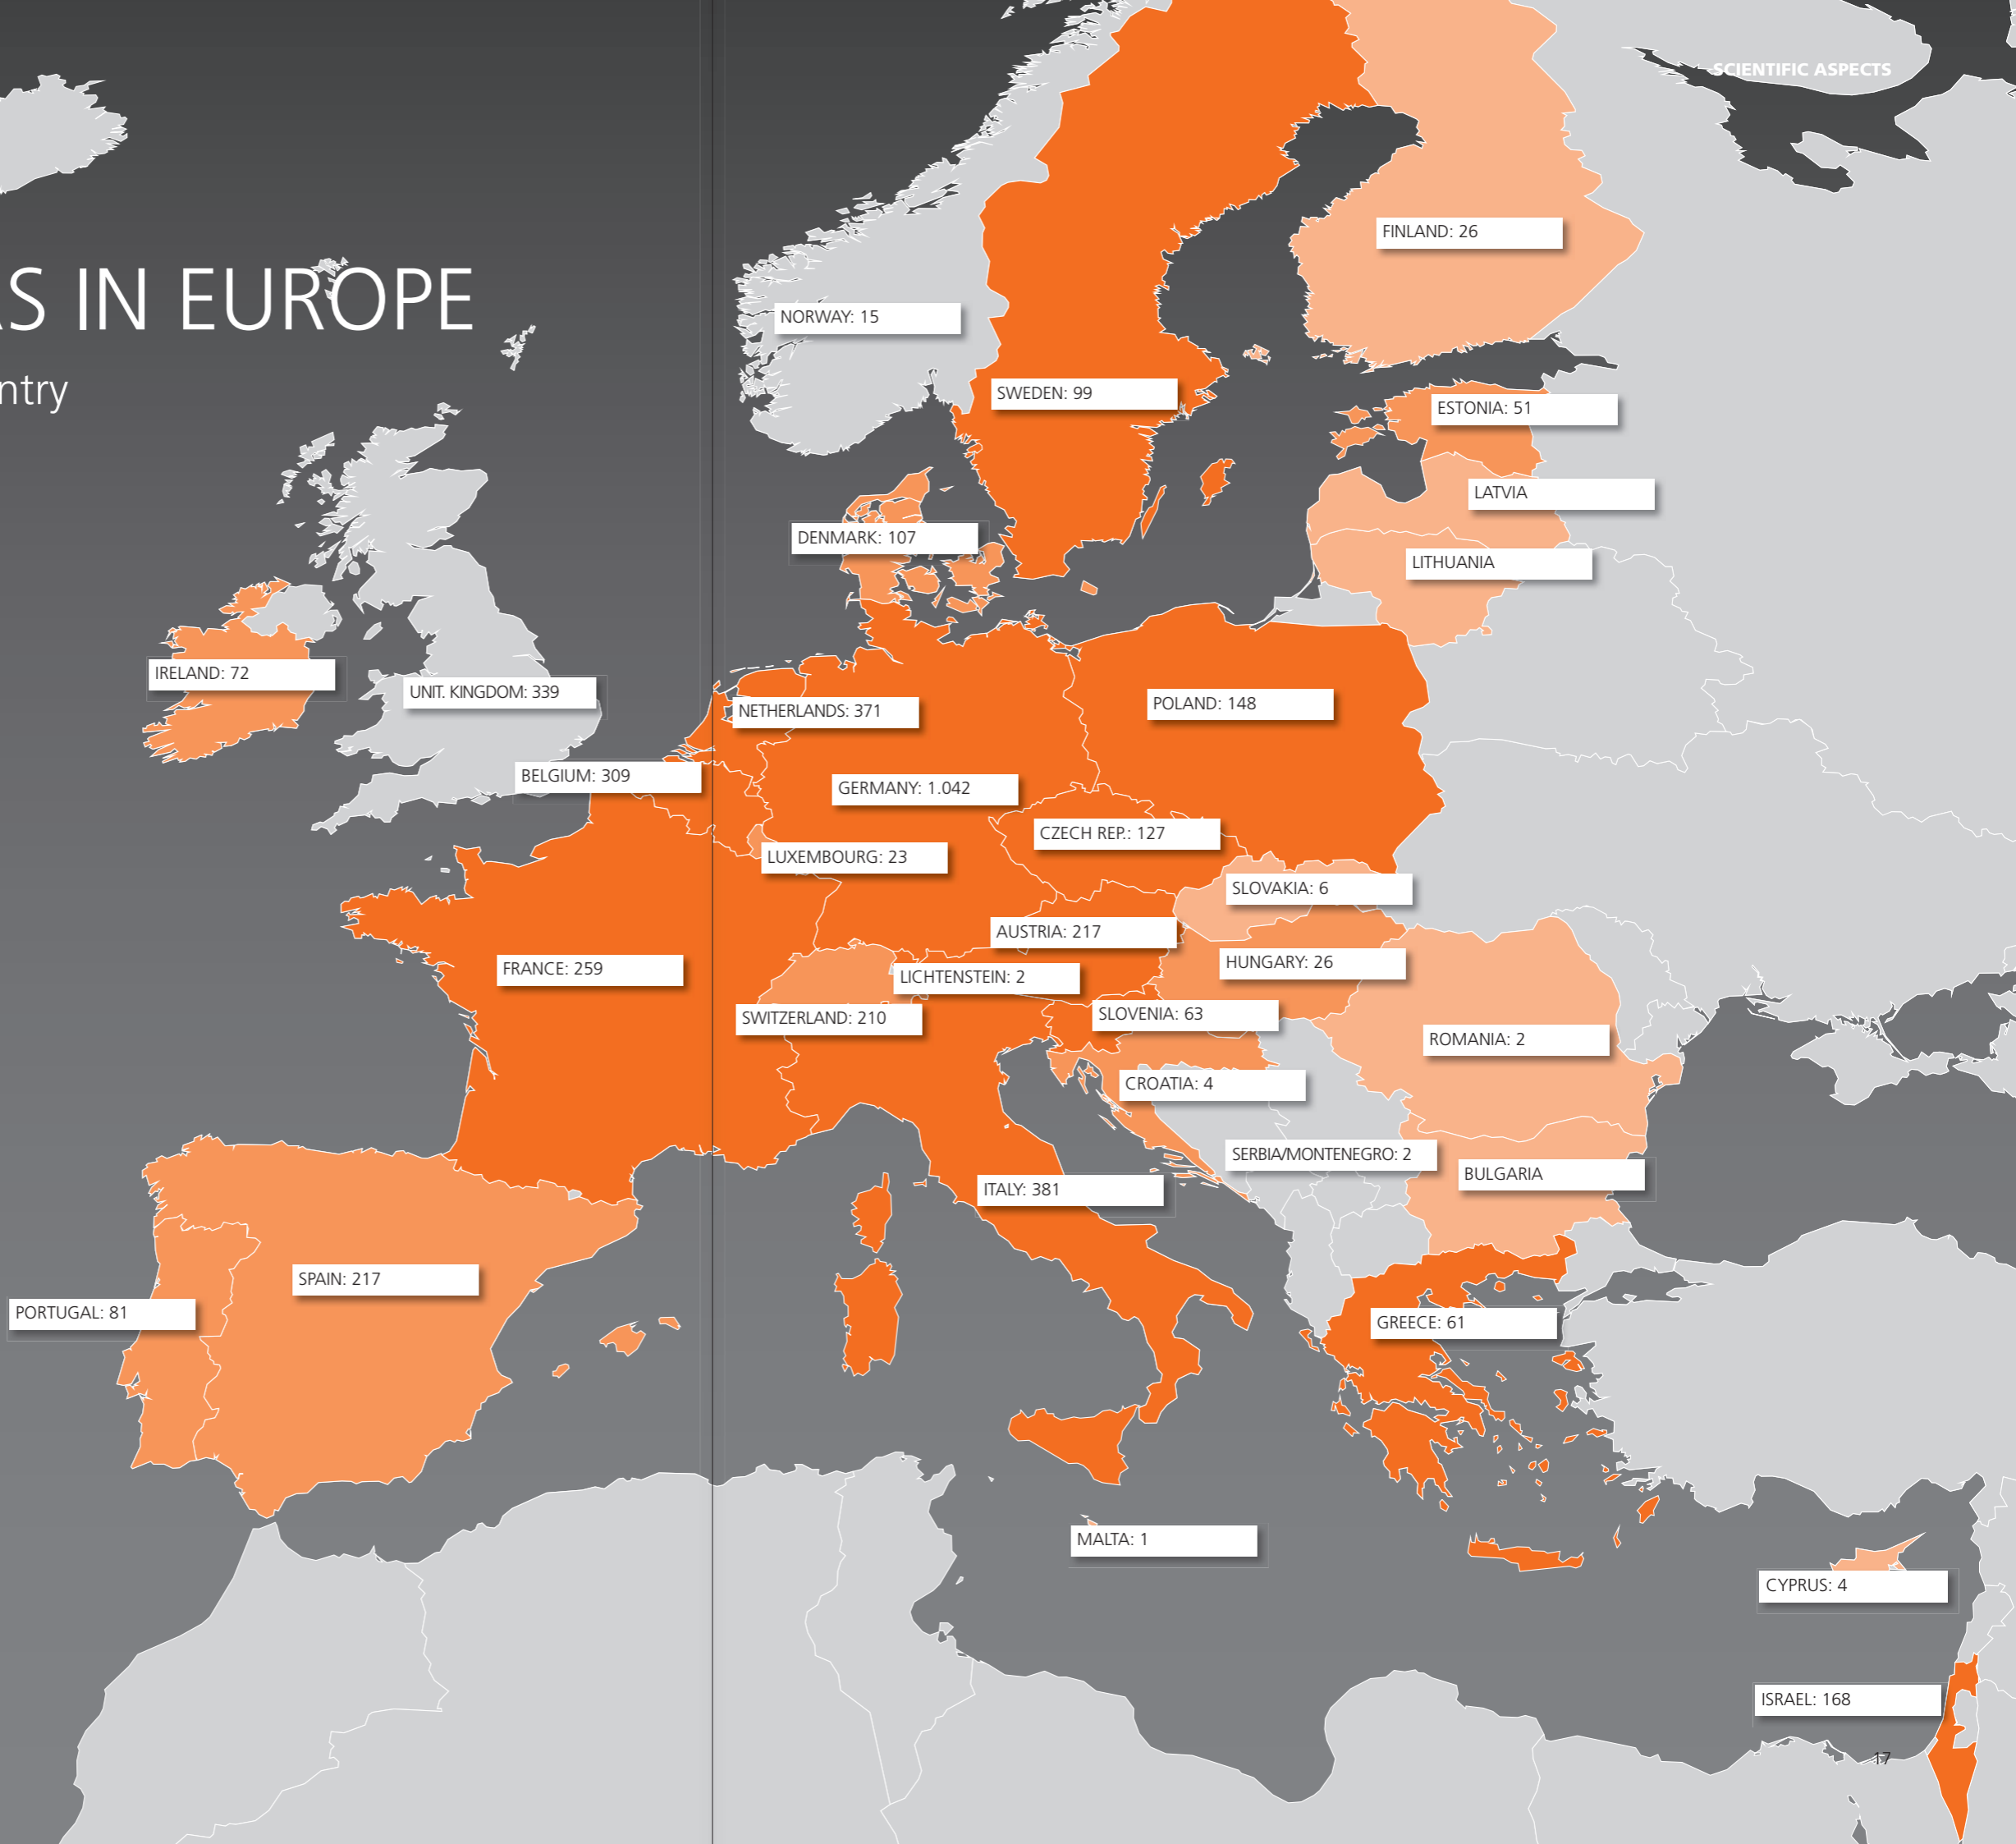 SCIENTIFIC ASPECTS
S IN EUROPE
ntry
FINLAND: 26
NORWAY: 15
SWEDEN: 99
ESTONIA: 51
LATVIA
DENMARK: 107
LITHUANIA
IRELAND: 72
UNIT. KINGDOM: 339
NETHERLANDS: 371
POLAND: 148
BELGIUM: 309
GERMANY: 1.042
CZECH REP.: 127
LUXEMBOURG: 23
SLOVAKIA: 6
AUSTRIA: 217
HUNGARY: 26
FRANCE: 259
LICHTENSTEIN: 2
SWITZERLAND: 210
SLOVENIA: 63
ROMANIA: 2
CROATIA: 4
SERBIA/MONTENEGRO: 2
BULGARIA
ITALY: 381
SPAIN: 217
PORTUGAL: 81
GREECE: 61
MALTA: 1
CYPRUS: 4
ISRAEL: 168
17